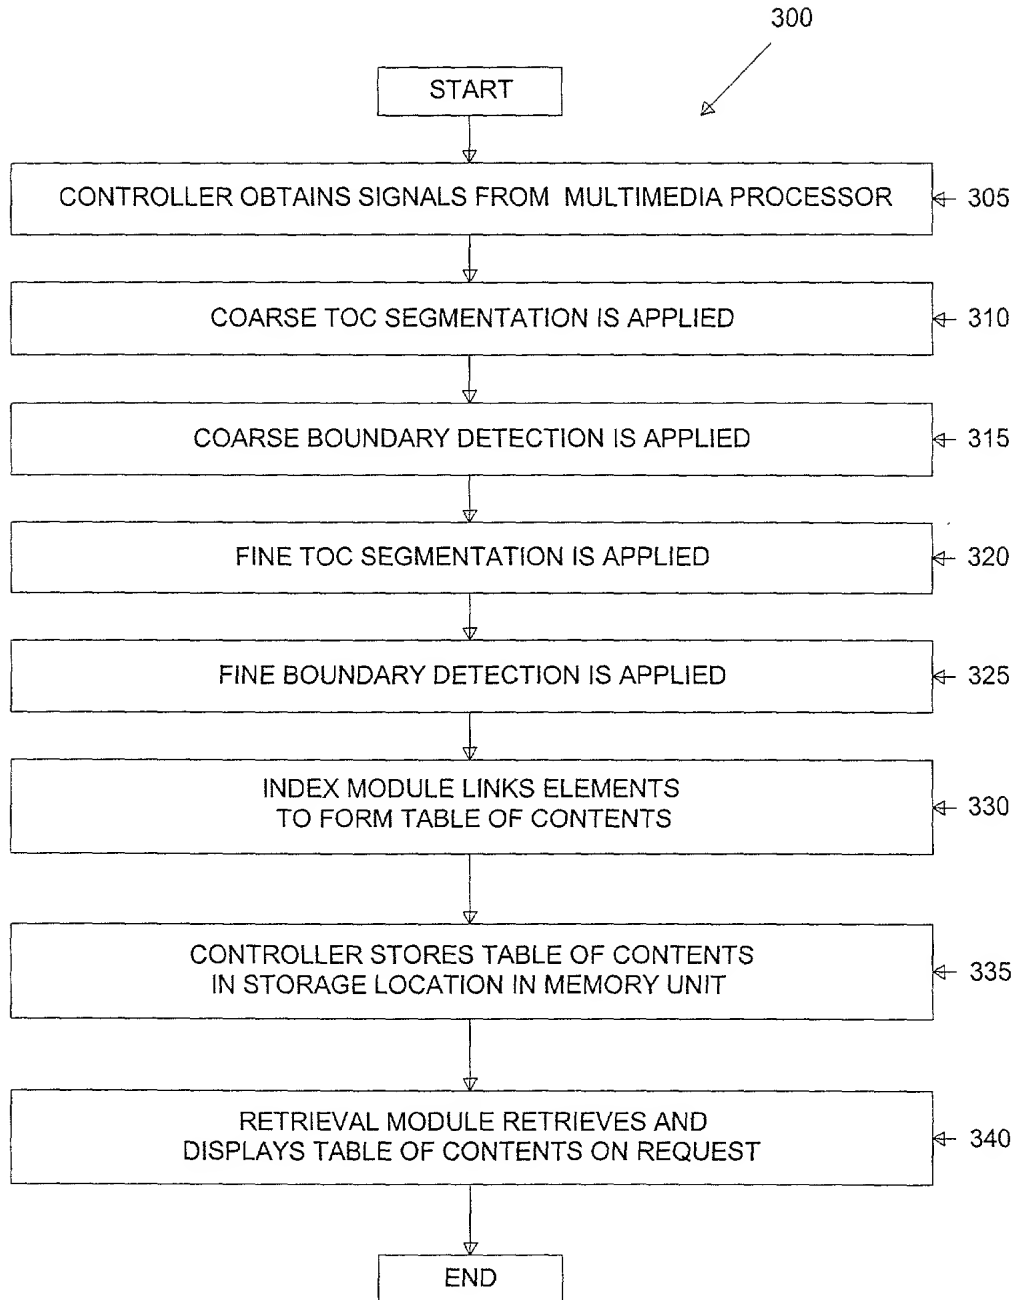 300
START
CONTROLLER OBTAINS SIGNALS FROM MULTIMEDIA PROCESSOR
305
COARSE TOC SEGMENTATION IS APPLIED
310
COARSE BOUNDARY DETECTION IS APPLIED
315
FINE TOC SEGMENTATION IS APPLIED
320
FINE BOUNDARY DETECTION IS APPLIED
325
INDEX MODULE LINKS ELEMENTS
TO FORM TABLE OF CONTENTS
330
CONTROLLER STORES TABLE OF CONTENTS
IN STORAGE LOCATION IN MEMORY UNIT
335
RETRIEVAL MODULE RETRIEVES AND
DISPLAYS TABLE OF CONTENTS ON REQUEST
340
END